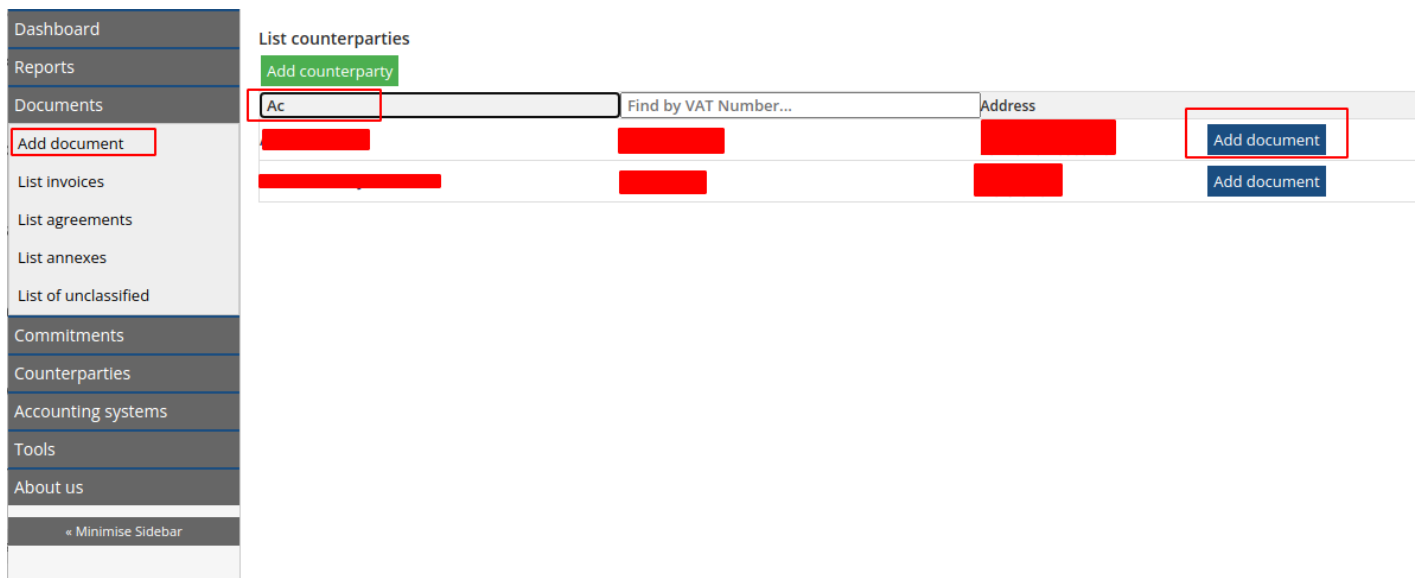 Dashboard
Reports
Documents
Add document
List invoices
List agreements
List annexes
List of unclassified
Commitments
Counterparties
Accounting systems
Tools
About us
« Minimise Sidebar
List counterparties
Add counterparty
Ac Find by VAT Number... Address
Add document
Add document